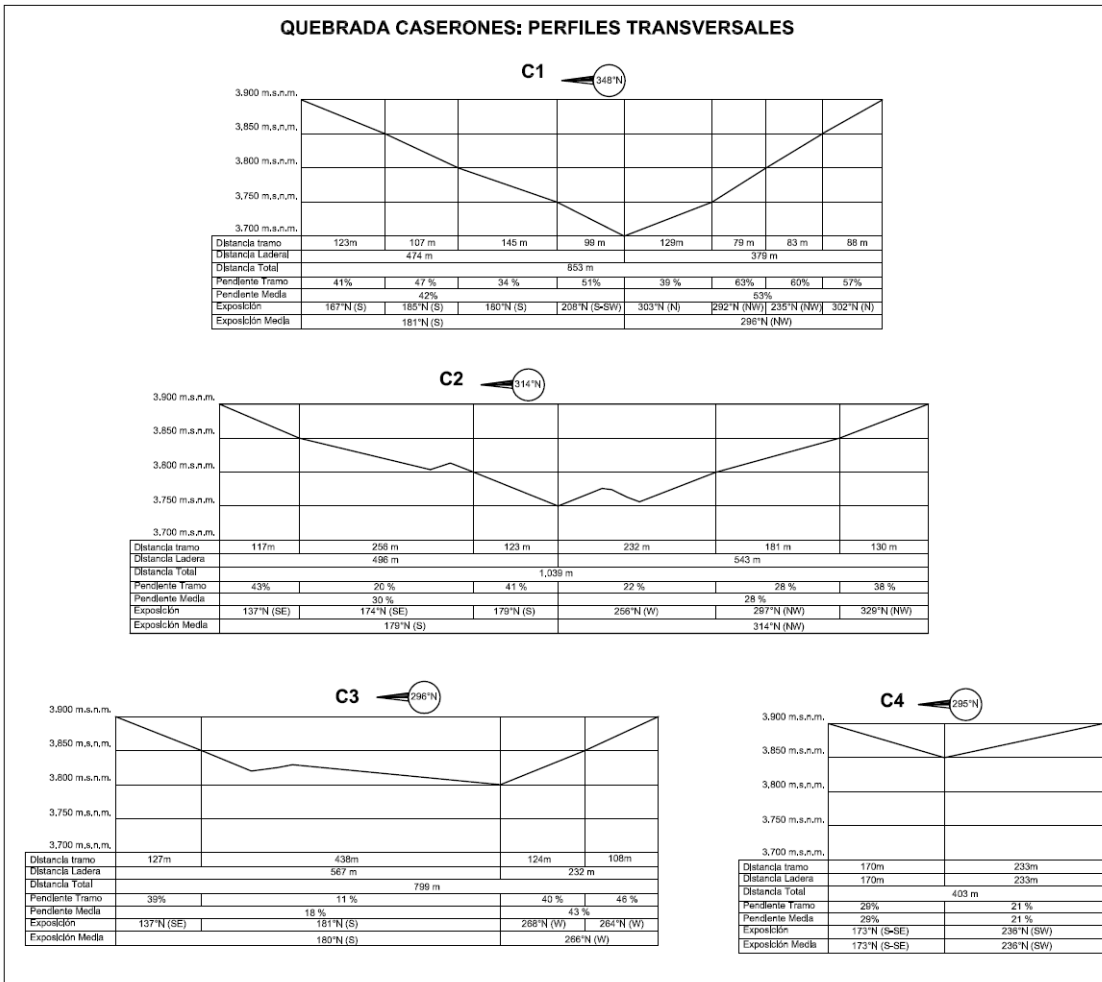 QUEBRADA CASERONES: PERFILES TRANSVERSALES
C1 348°N
3.900 m.s.n.m.
3,850 m.s.n.m.
3.800 m.s.n.m.
3,750 m.s.n.m.
3.700 m.s.n.m.
Distancia tramo 123m 107 m 145 m 99 m 129m 79 m 83 m 88 m
Distancia Laderal 474 m 379 m
Distancia Total 853 m
Pendiente Tramo 41% 47 % 34 % 51% 39 % 63% 60% 57%
Pendiente Media 42% 53%
Exposición 167°N (S) 185°N (S) 180°N (S) 208°N (S-SW) 303°N (N) 292°N (NW) 235°N (NW) 302°N (N)
Exposición Media 181°N (S) 296°N (NW)
C2 314°N
3.900 m.s.n.m.
3.850 m.s.n.m.
3.800 m.s.n.m.
3.750 m.s.n.m.
3.700 m.s.n.m.
Distancia tramo 117m 256 m 123 m 232 m 181 m 130 m
Distancia Ladera 496 m 543 m
Distancia Total 1,039 m
Pendiente Tramo 43% 20 % 41 % 22 % 28 % 38 %
Pendiente Media 30 % 28 %
Exposición 137°N (SE) 174°N (SE) 179°N (S) 256°N (W) 297°N (NW) 329°N (NW)
Exposición Media 179°N (S) 314°N (NW)
C3 296°N
3.900 m.s.n.m.
3,850 m.s.n.m.
3.800 m.s.n.m.
3,750 m.s.n.m.
3,700 m.s.n.m.
Distancia tramo 127m 438m 124m 108m
Distancia Ladera 567 m 232 m
Distancia Total 799 m
Pendiente Tramo 39% 11 % 40 % 46 %
Pendiente Media 18 % 43 %
Exposición 137°N (SE) 181°N (S) 268°N (W) 264°N (W)
Exposición Media 180°N (S) 266°N (W)
C4 295°N
3.900 m.s.n.m.
3.850 m.s.n.m.
3,800 m.s.n.m.
3.750 m.s.n.m.
3.700 m.s.n.m.
Distancia tramo 170m 233m
Distancia Ladera 170m 233m
Distancia Total 403 m
Pendiente Tramo 29% 21 %
Pendiente Media 29% 21 %
Exposición 173°N (S-SE) 236°N (SW)
Exposición Media 173°N (S-SE) 236°N (SW)